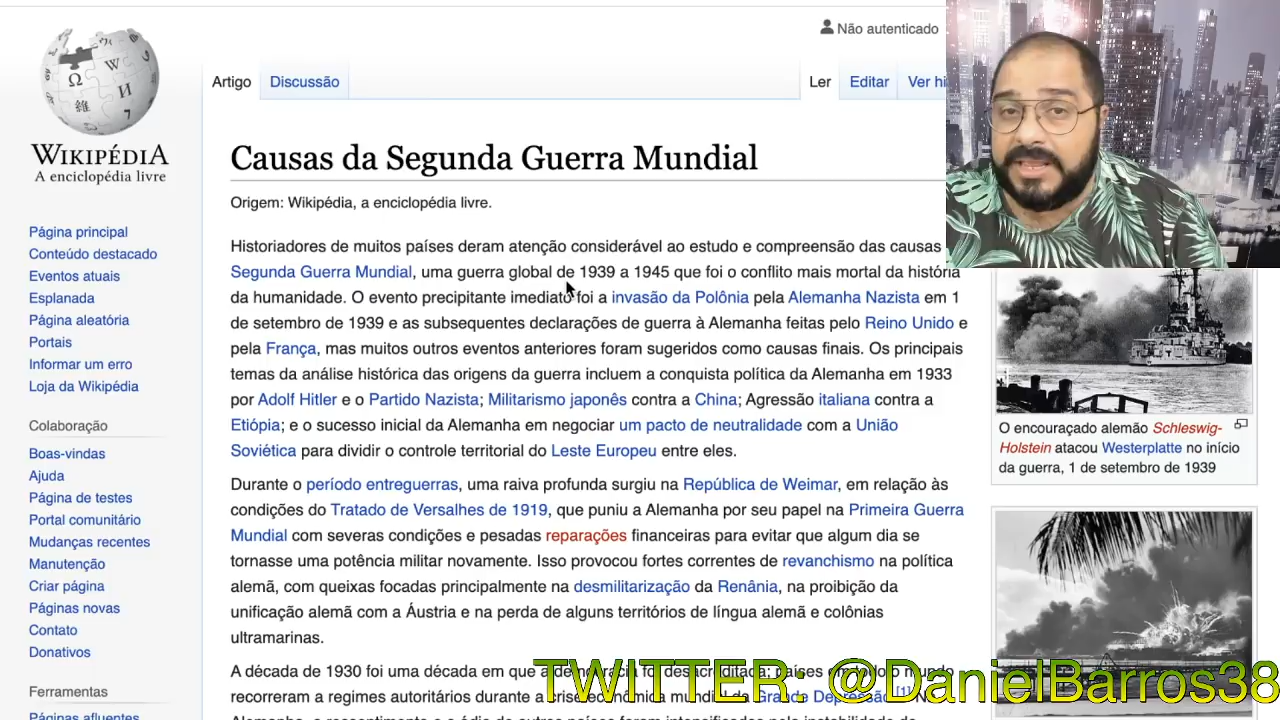 Não autenticado
Artigo
Discussão
Ler
Editar
Ver hi
WIKIPÉDIA
A enciclopédia livre
Página principal
Conteúdo destacado
Eventos atuais
Esplanada
Página aleatória
Portais
Informar um erro
Loja da Wikipédia
Colaboração
Boas-vindas
Ajuda
Página de testes
Portal comunitário
Mudanças recentes
Manutenção
Criar página
Páginas novas
Contato
Donativos
Ferramentas
Páginas afluentes
Causas da Segunda Guerra Mundial
Origem: Wikipédia, a enciclopédia livre.
Historiadores de muitos países deram atenção considerável ao estudo e compreensão das causas
Segunda Guerra Mundial, uma guerra global de 1939 a 1945 que foi o conflito mais mortal da história
da humanidade. O evento precipitante imediato foi a invasão da Polônia pela Alemanha Nazista em 1
de setembro de 1939 e as subsequentes declarações de guerra à Alemanha feitas pelo Reino Unido e
pela França, mas muitos outros eventos anteriores foram sugeridos como causas finais. Os principais
temas da análise histórica das origens da guerra incluem a conquista política da Alemanha em 1933
por Adolf Hitler e o Partido Nazista; Militarismo japonês contra a China; Agressão italiana contra a
Etiópia; e o sucesso inicial da Alemanha em negociar um pacto de neutralidade com a União
Soviética para dividir o controle territorial do Leste Europeu entre eles.
Durante o período entreguerras, uma raiva profunda surgiu na República de Weimar, em relação às
condições do Tratado de Versalhes de 1919, que puniu a Alemanha por seu papel na Primeira Guerra
Mundial com severas condições e pesadas reparações financeiras para evitar que algum dia se
tornasse uma potência militar novamente. Isso provocou fortes correntes de revanchismo na política
alemã, com queixas focadas principalmente na desmilitarização da Renânia, na proibição da
unificação alemã com a Áustria e na perda de alguns territórios de língua alemã e colônias
ultramarinas.
A década de 1930 foi uma década em que a
recorreram a regimes autoritários durante a crise econômica mundial da Grande Depressão
O encouraçado alemão Schleswig-
Holstein atacou Westerplatte no início
da guerra, 1 de setembro de 1939
TWITTER: @DanielBarros38